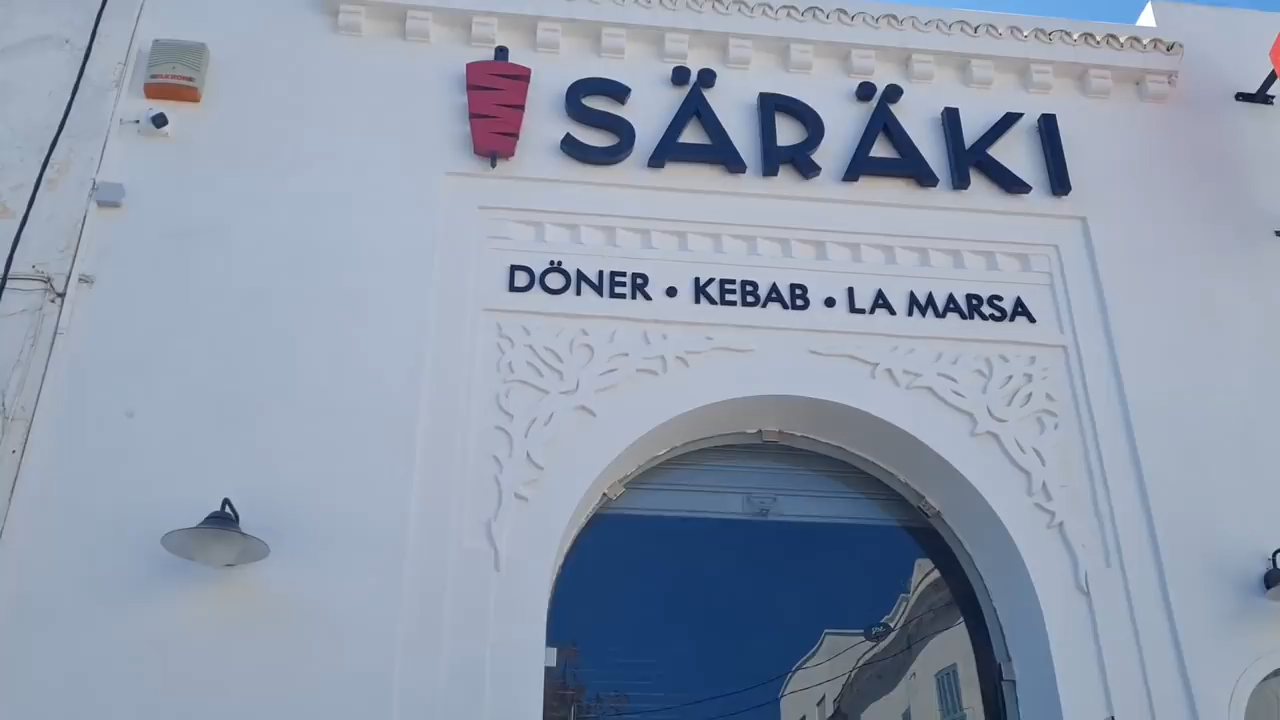 SÄRÄKI
DÖNER • KEBAB • LA MARSA